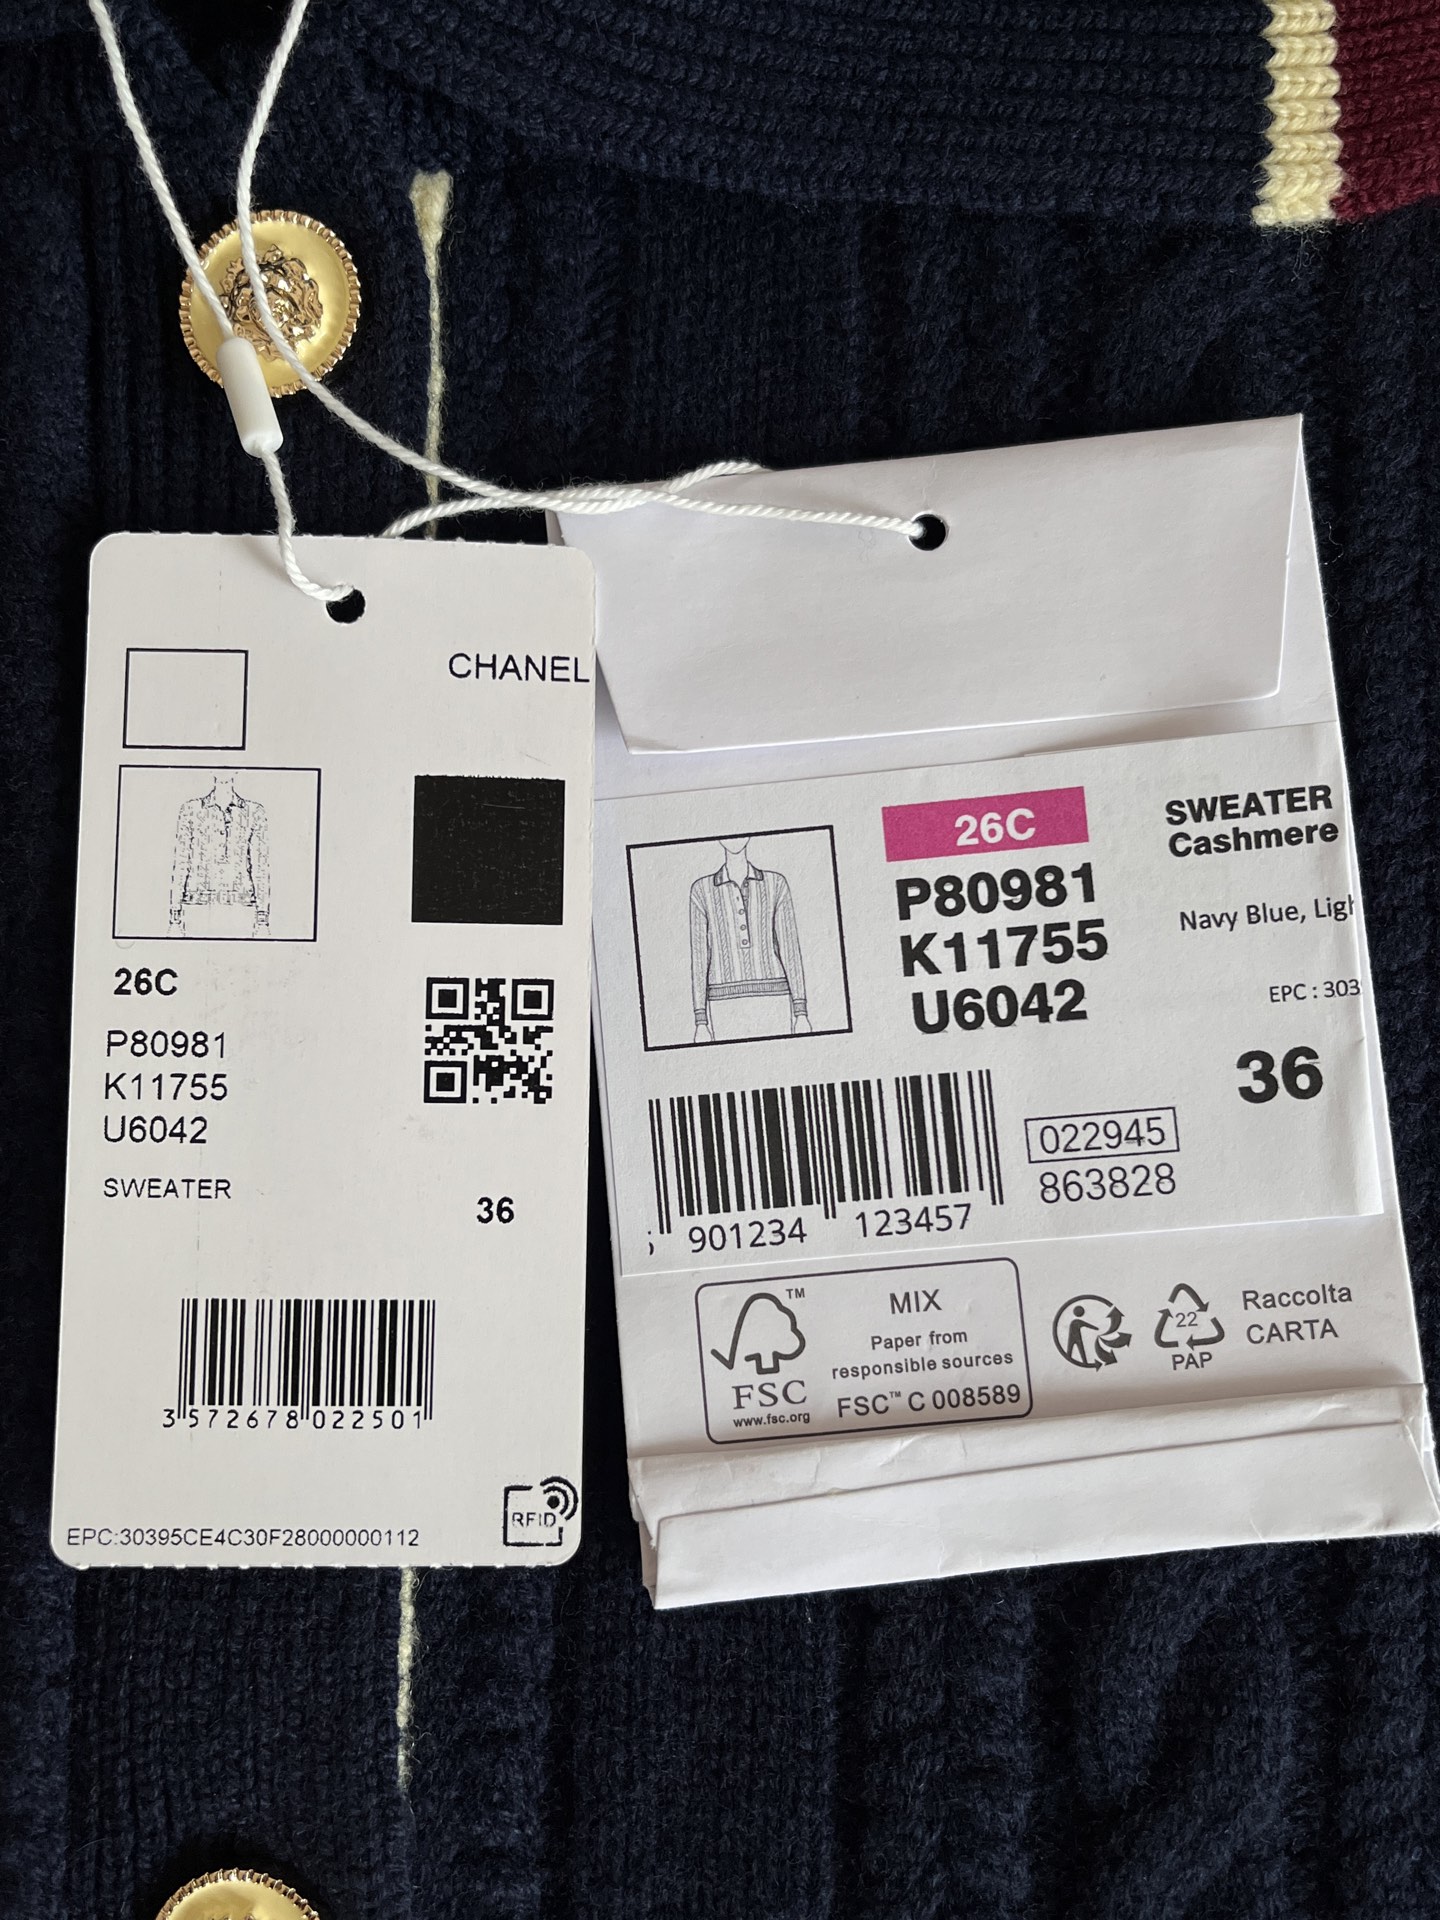 CHANEL
26C
P80981
K11755
U6042
SWEATER
36
3572678022501
RFID
EPC:30395CE4C30F28000000112
26C
P80981
K11755
U6042
SWEATER
Cashmere
Navy Blue, Ligh
EPC : 303
36
901234 123457
022945
863828
TM
FSC
www.fsc.org
MIX
Paper from
responsible sources
FSC™ C 008589
22
PAP
Raccolta
CARTA